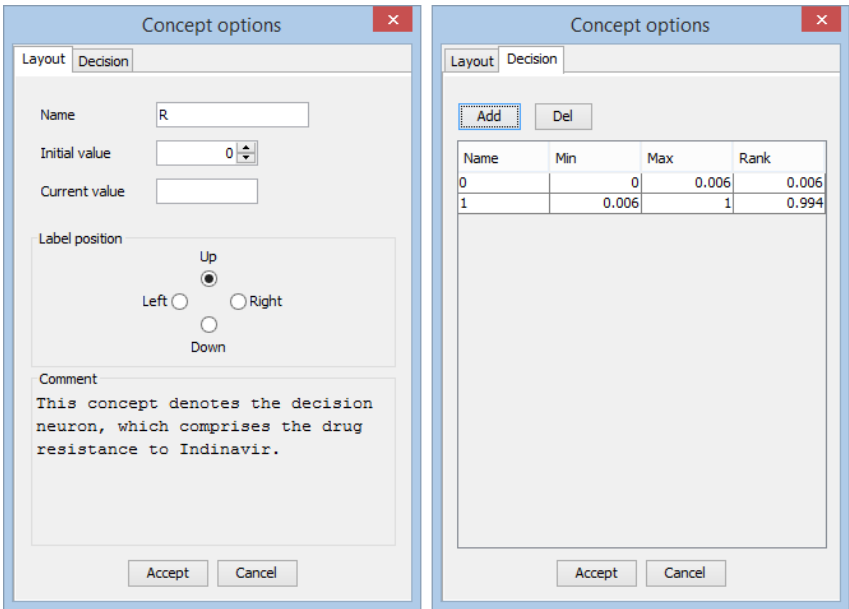 Concept options
Layout Decision
Name R
Initial value 0
Current value
Label position
Up
Left Right
Down
Comment
This concept denotes the decision
neuron, which comprises the drug
resistance to Indinavir.
Accept Cancel
Concept options
Layout Decision
Add Del
Name Min Max Rank
0 0 0.006 0.006
1 0.006 1 0.994
Accept Cancel